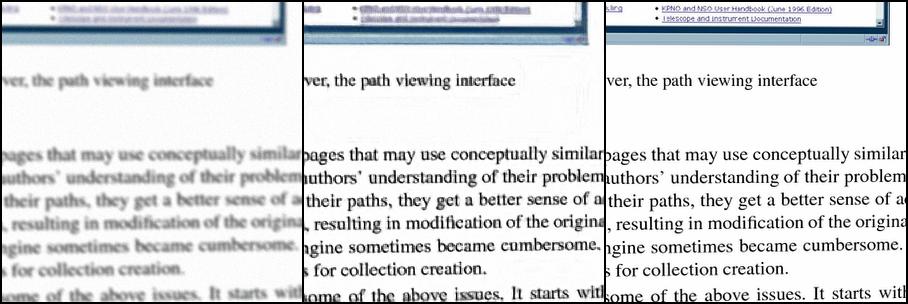 KPNO and NSO User Handbook (June 1996 Edition)
Telescope and Instrument Documentation
ver, the path viewing interface
pages that may use conceptually similar
authors' understanding of their problem
their paths, they get a better sense of a
, resulting in modification of the origina
ngine sometimes became cumbersome.
s for collection creation.
some of the above issues. It starts with
KPNO and NSO User Handbook (June 1996 Edition)
Telescope and Instrument Documentation
ver, the path viewing interface
pages that may use conceptually similar
authors' understanding of their problem
their paths, they get a better sense of a
, resulting in modification of the origina
ngine sometimes became cumbersome.
s for collection creation.
some of the above issues. It starts with
KPNO and NSO User Handbook (June 1996 Edition)
Telescope and Instrument Documentation
ver, the path viewing interface
pages that may use conceptually similar
authors' understanding of their problem
their paths, they get a better sense of a
, resulting in modification of the origina
ngine sometimes became cumbersome.
s for collection creation.
some of the above issues. It starts with